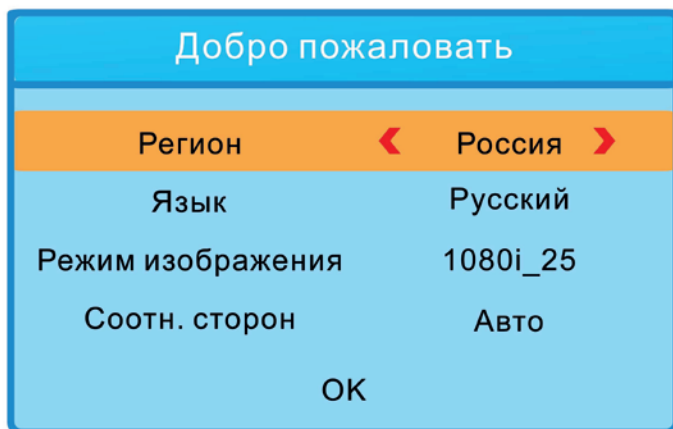 Добро пожаловать
Регион Россия
Язык Русский
Режим изображения 1080i_25
Соотн. сторон Авто
OK